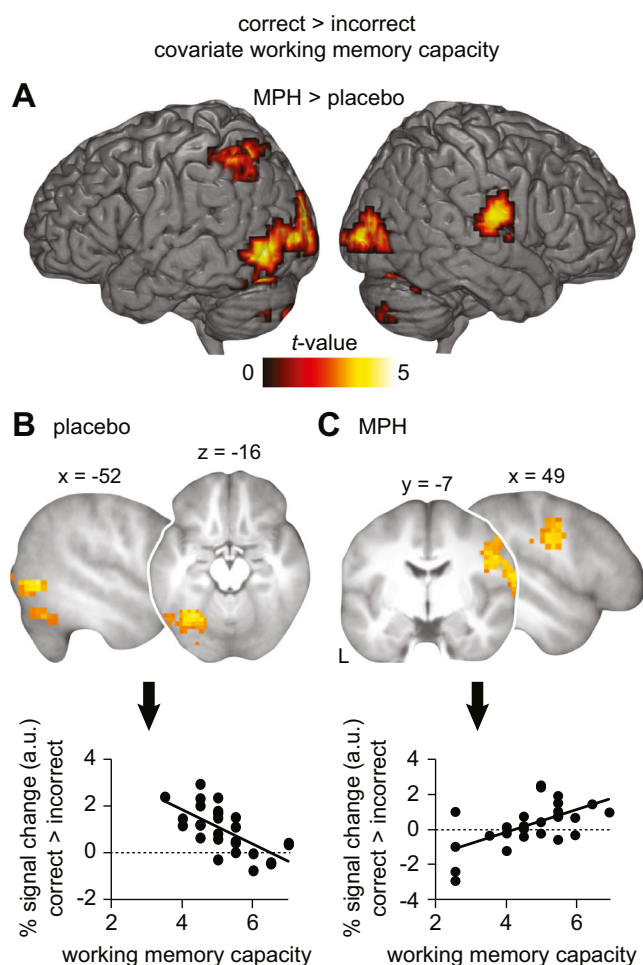 correct > incorrect
covariate working memory capacity
A
MPH > placebo
t-value
0
5
B placebo
x = -52
z = -16
C MPH
y = -7
x = 49
L
% signal change (a.u.)
correct > incorrect
4
2
0
-2
2
4
6
working memory capacity
% signal change (a.u.)
correct > incorrect
4
2
0
-2
-4
2
4
6
working memory capacity